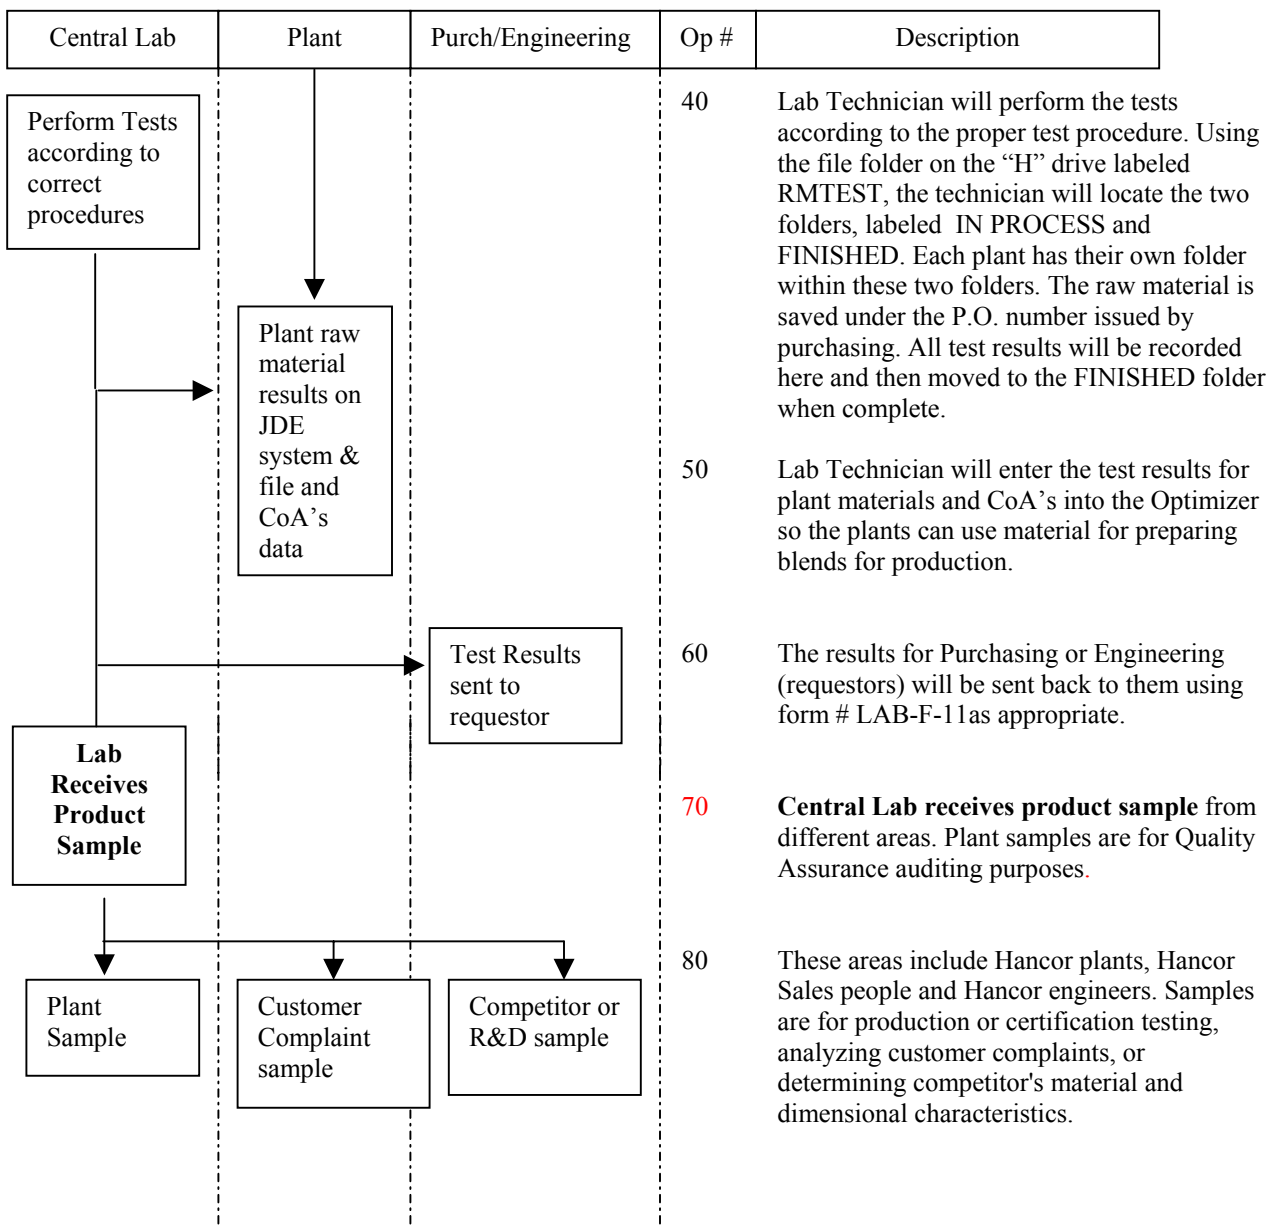 Central Lab
Plant
Purch/Engineering
Op #
Description
Perform Tests
according to
correct
procedures
40
Lab Technician will perform the tests
according to the proper test procedure. Using
the file folder on the “H” drive labeled
RMTEST, the technician will locate the two
folders, labeled  IN PROCESS and
FINISHED. Each plant has their own folder
within these two folders. The raw material is
saved under the P.O. number issued by
purchasing. All test results will be recorded
here and then moved to the FINISHED folder
when complete.
Plant raw
material
results on
JDE
system &
file and
CoA’s
data
50
Lab Technician will enter the test results for
plant materials and CoA’s into the Optimizer
so the plants can use material for preparing
blends for production.
Test Results
sent to
requestor
60
The results for Purchasing or Engineering
(requestors) will be sent back to them using
form # LAB-F-11as appropriate.
Lab
Receives
Product
Sample
70
Central Lab receives product sample from
different areas. Plant samples are for Quality
Assurance auditing purposes.
Plant
Sample
Customer
Complaint
sample
Competitor or
R&D sample
80
These areas include Hancor plants, Hancor
Sales people and Hancor engineers. Samples
are for production or certification testing,
analyzing customer complaints, or
determining competitor's material and
dimensional characteristics.